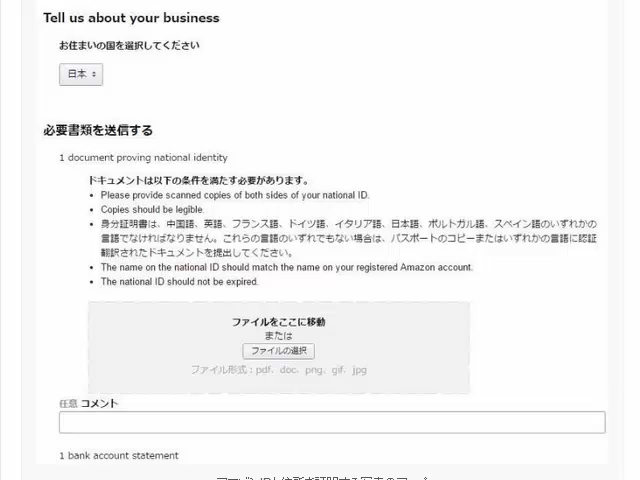 Tell us about your business
お住まいの国を選択してください
日本
必要書類を送信する
1 document proving national identity
ドキュメントは以下の条件を満たす必要があります。
• Please provide scanned copies of both sides of your national ID.
• Copies should be legible.
• 身分証明書は、中国語、英語、フランス語、ドイツ語、イタリア語、日本語、ポルトガル語、スペイン語のいずれかの
言語でなければなりません。これらの言語のいずれでもない場合は、パスポートのコピーまたはいずれかの言語に認証
翻訳されたドキュメントを提出してください。
• The name on the national ID should match the name on your registered Amazon account.
• The national ID should not be expired.
ファイルをここに移動
または
ファイルの選択
ファイル形式：pdf、doc、png、gif、jpg
任意 コメント
1 bank account statement